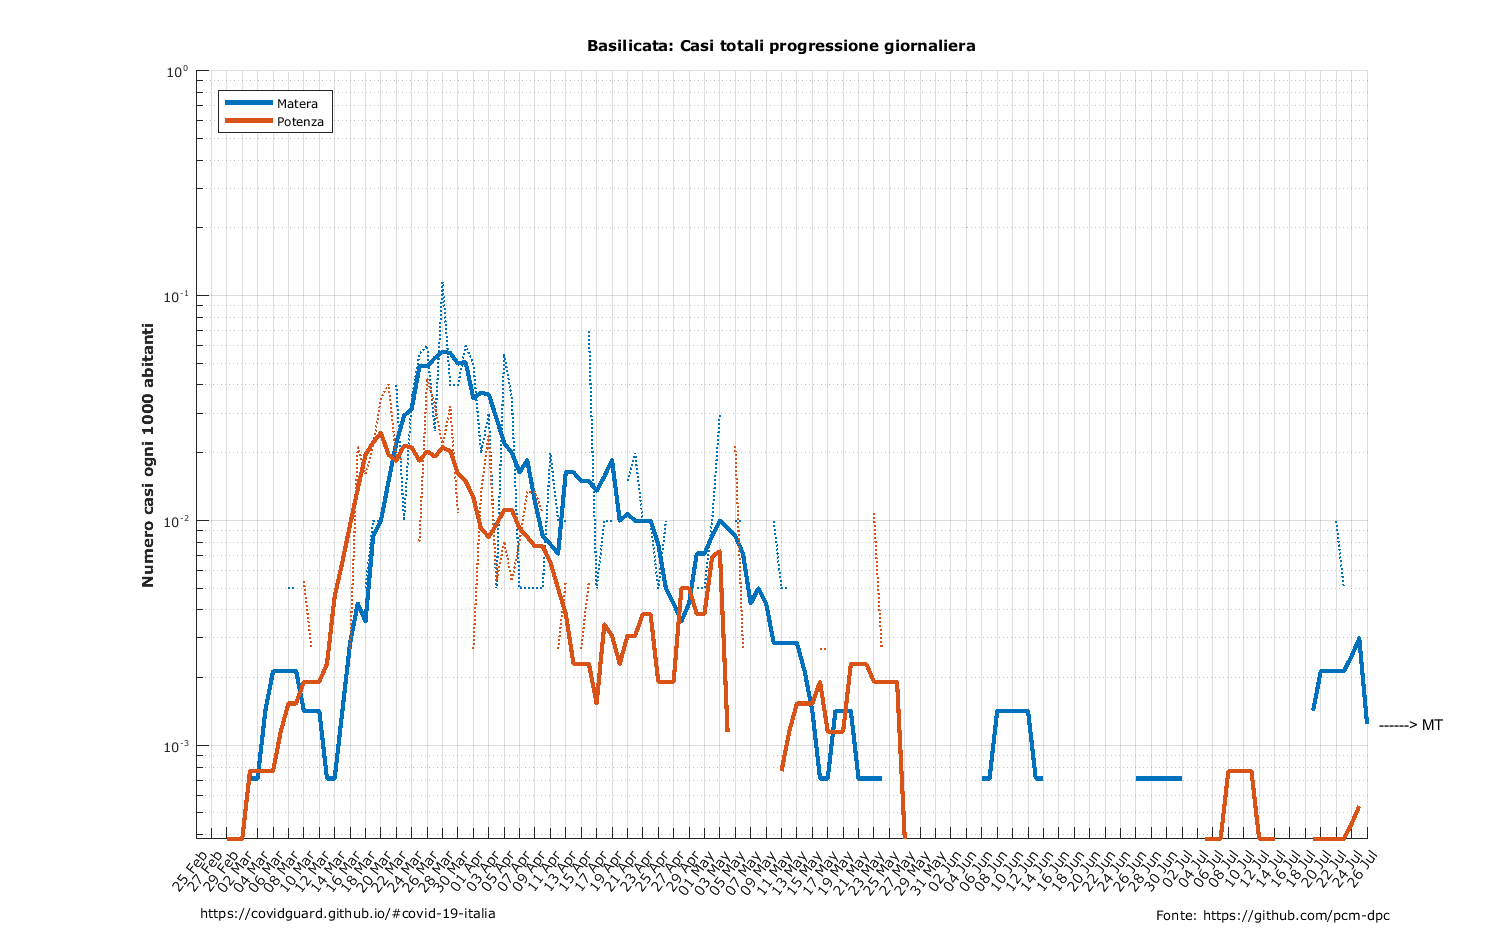 Basilicata: Casi totali progressione giornaliera
10^0
10^-1
10^-2
10^-3
Numero casi ogni 1000 abitanti
Matera
Potenza
------> MT
25 Feb
27 Feb
29 Feb
02 Mar
04 Mar
06 Mar
08 Mar
10 Mar
12 Mar
14 Mar
16 Mar
18 Mar
20 Mar
22 Mar
24 Mar
26 Mar
28 Mar
30 Mar
01 Apr
03 Apr
05 Apr
07 Apr
09 Apr
11 Apr
13 Apr
15 Apr
17 Apr
19 Apr
21 Apr
23 Apr
25 Apr
27 Apr
29 Apr
01 May
03 May
05 May
07 May
09 May
11 May
13 May
15 May
17 May
19 May
21 May
23 May
25 May
27 May
29 May
31 May
02 Jun
04 Jun
06 Jun
08 Jun
10 Jun
12 Jun
14 Jun
16 Jun
18 Jun
20 Jun
22 Jun
24 Jun
26 Jun
28 Jun
30 Jun
02 Jul
04 Jul
06 Jul
08 Jul
10 Jul
12 Jul
14 Jul
16 Jul
18 Jul
20 Jul
22 Jul
24 Jul
26 Jul
https://covidguard.github.io/#covid-19-italia
Fonte: https://github.com/pcm-dpc